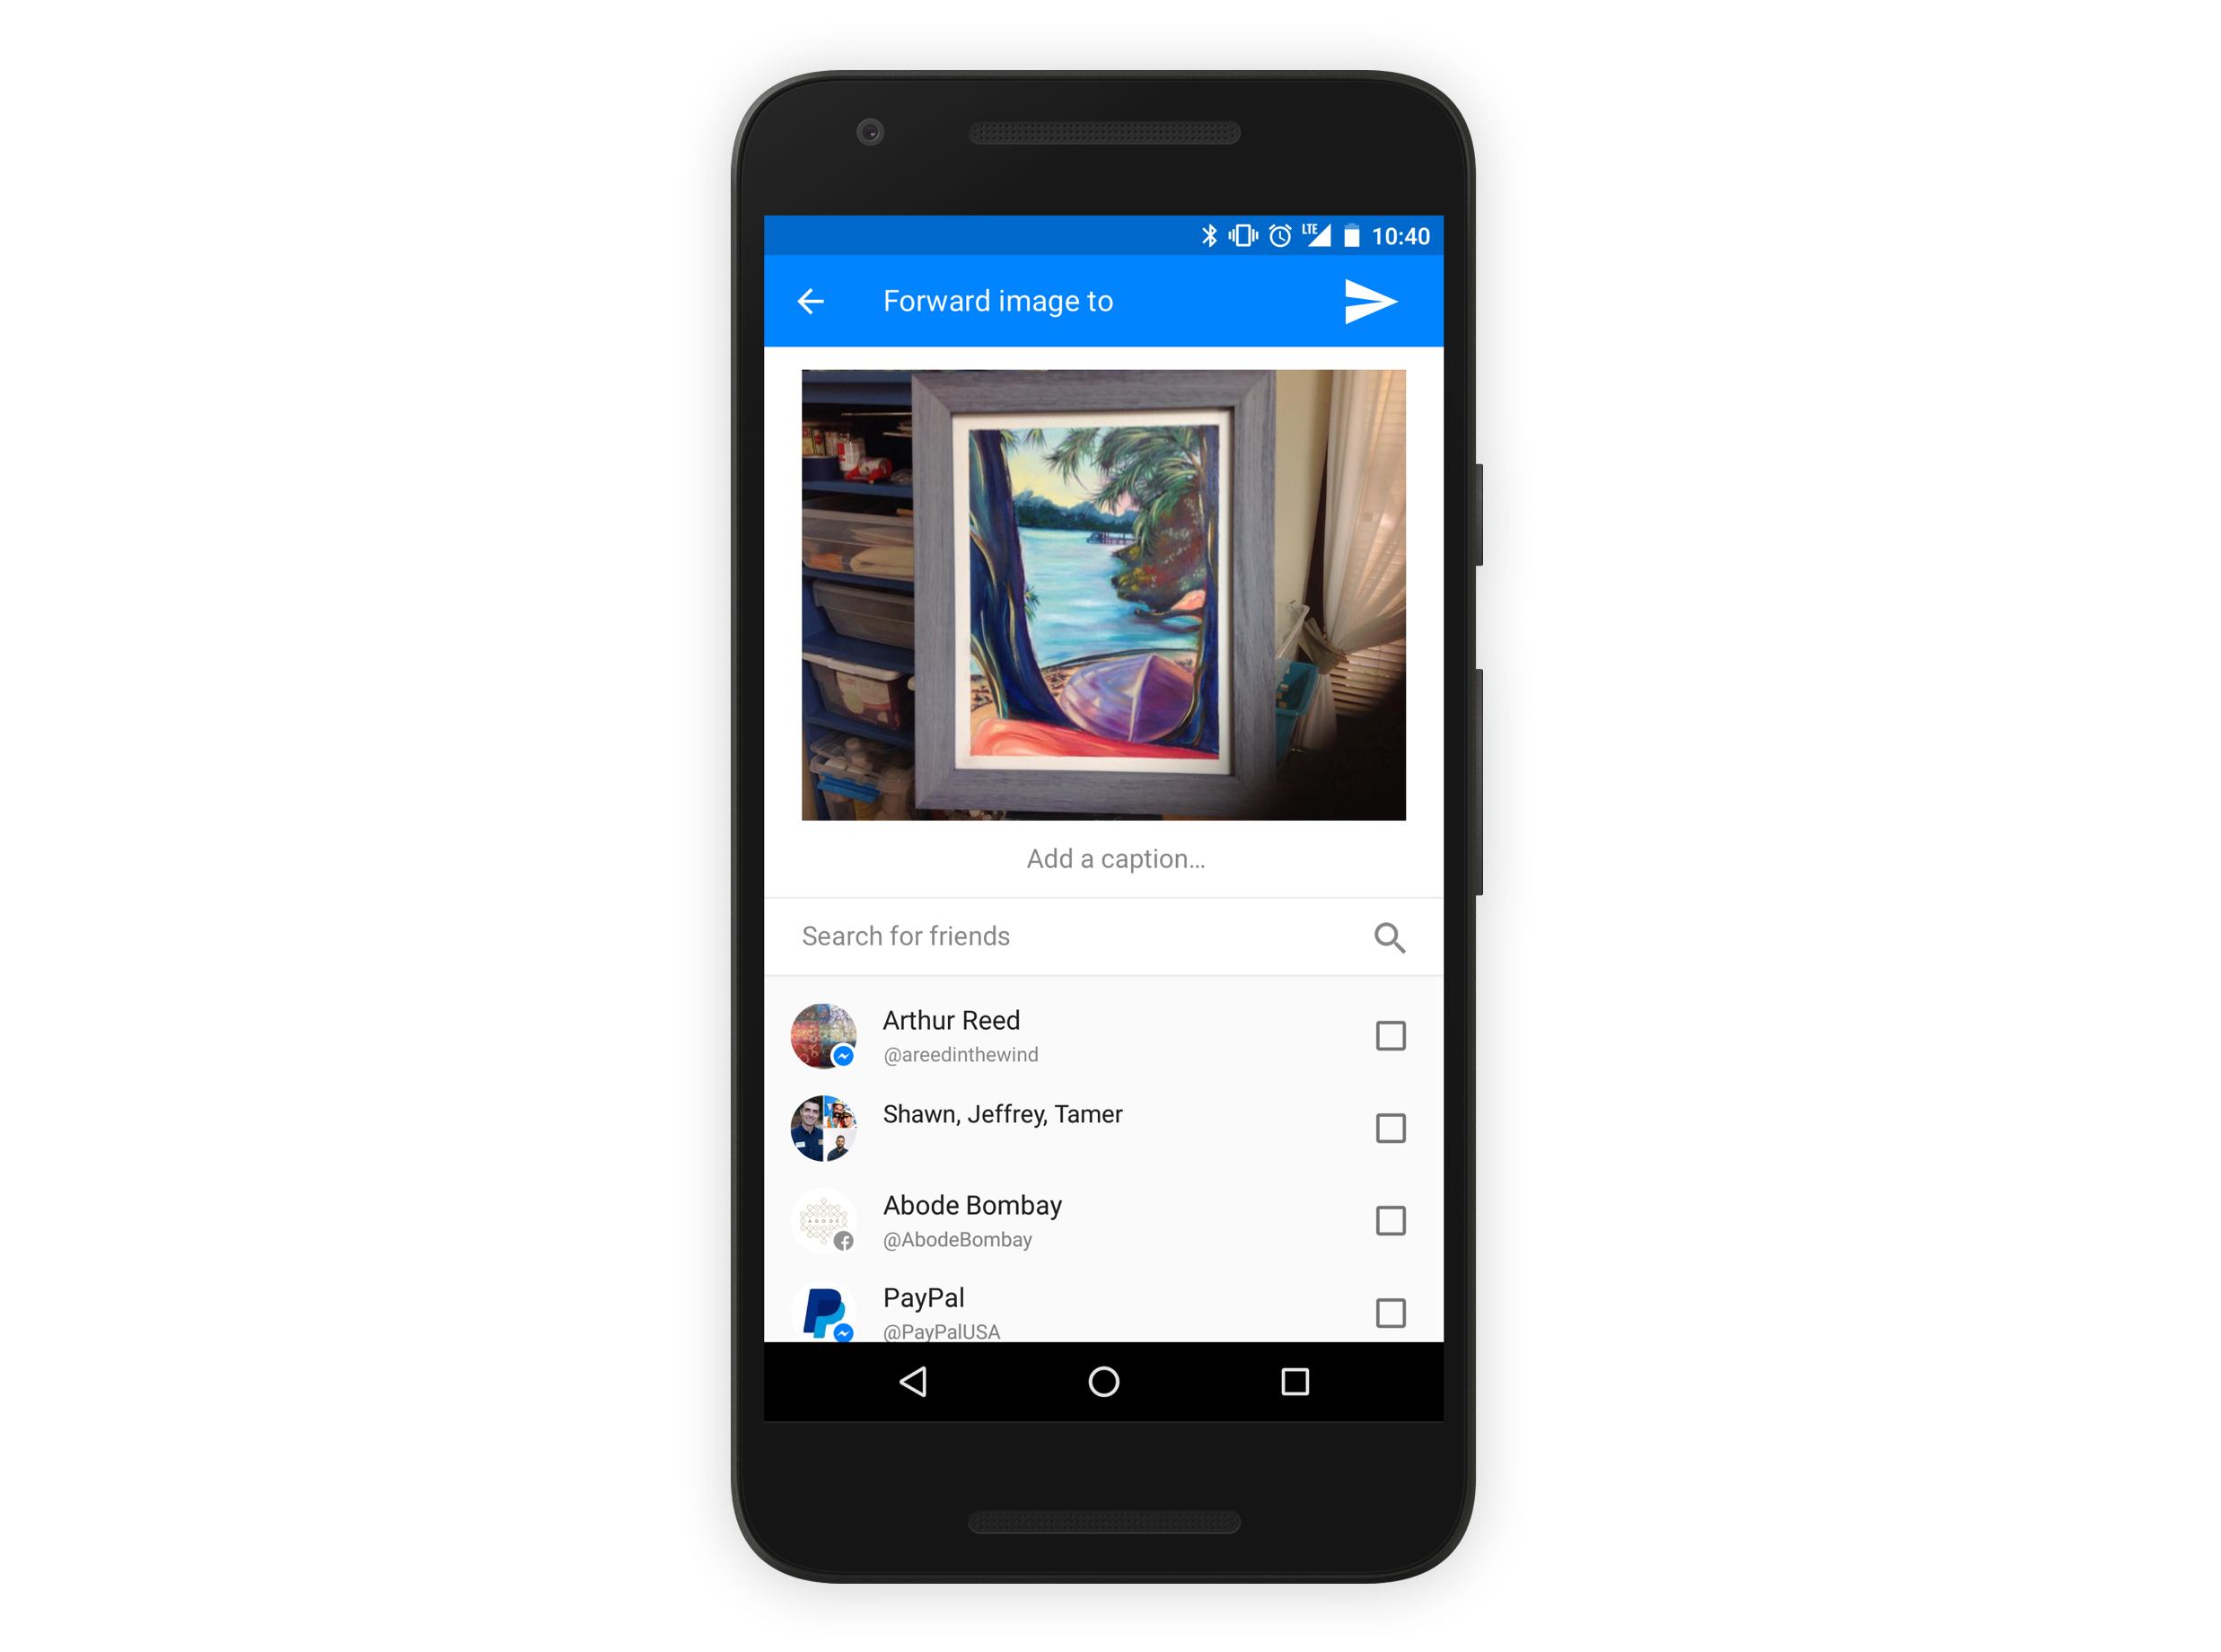 LTE 10:40
Forward image to
Add a caption...
Search for friends
Arthur Reed
@areedinthewind
Shawn, Jeffrey, Tamer
ABODE
Abode Bombay
@AbodeBombay
PayPal
@PayPalUSA